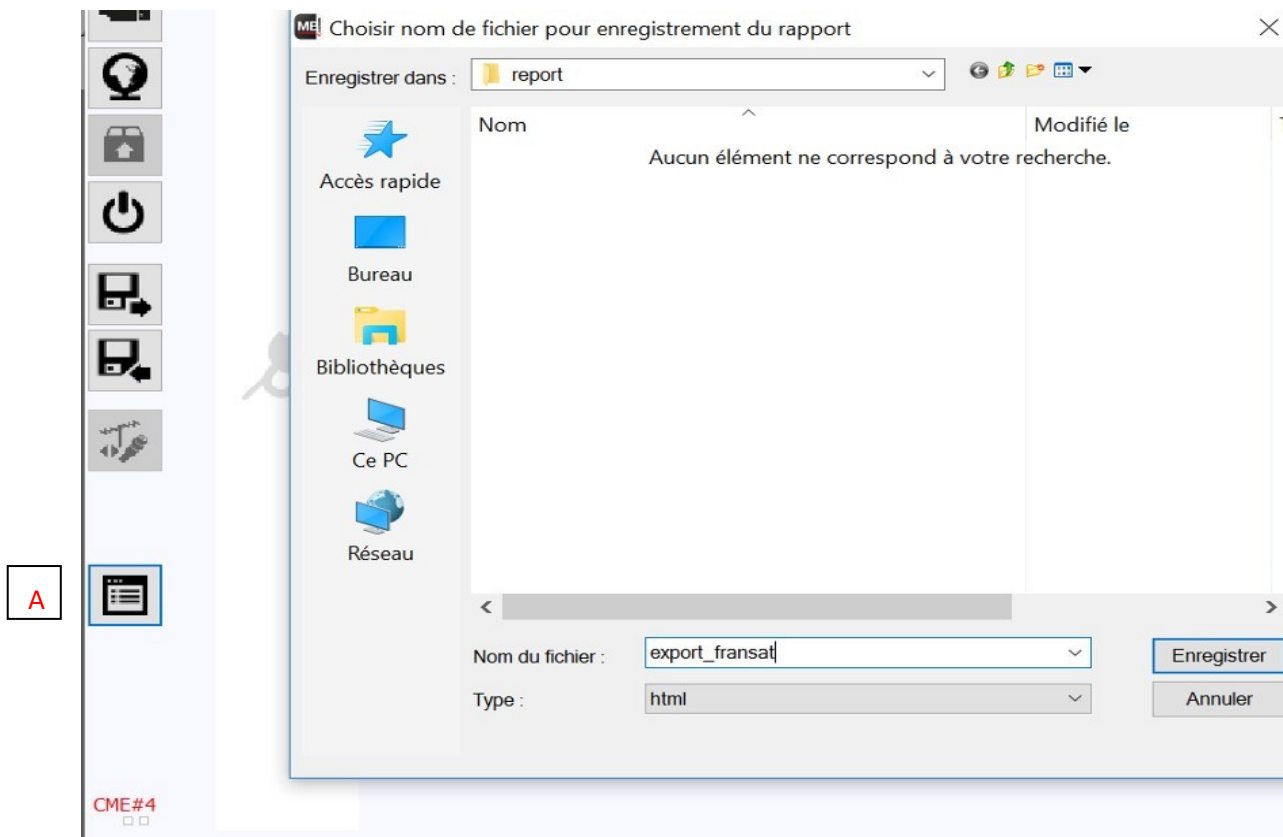 ME Choisir nom de fichier pour enregistrement du rapport
Enregistrer dans : report
Nom Modifié le
Aucun élément ne correspond à votre recherche.
Accès rapide
Bureau
Bibliothèques
Ce PC
Réseau
A
Nom du fichier : export_fransat Enregistrer
Type : html Annuler
CME#4